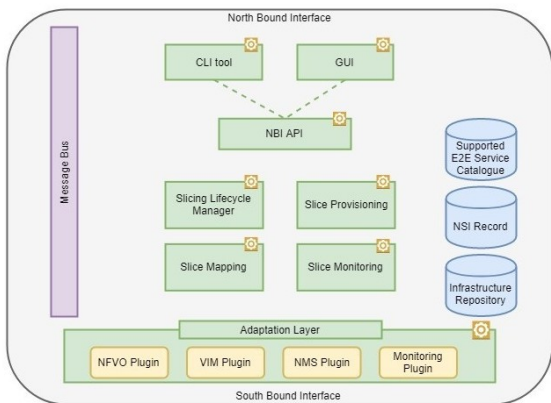 North Bound Interface
CLI tool
GUI
NBI API
Message Bus
Supported
E2E Service
Catalogue
Slicing Lifecycle
Manager
Slice Provisioning
NSI Record
Slice Mapping
Slice Monitoring
Infrastructure
Repository
Adaptation Layer
NFVO Plugin
VIM Plugin
NMS Plugin
Monitoring
Plugin
South Bound Interface